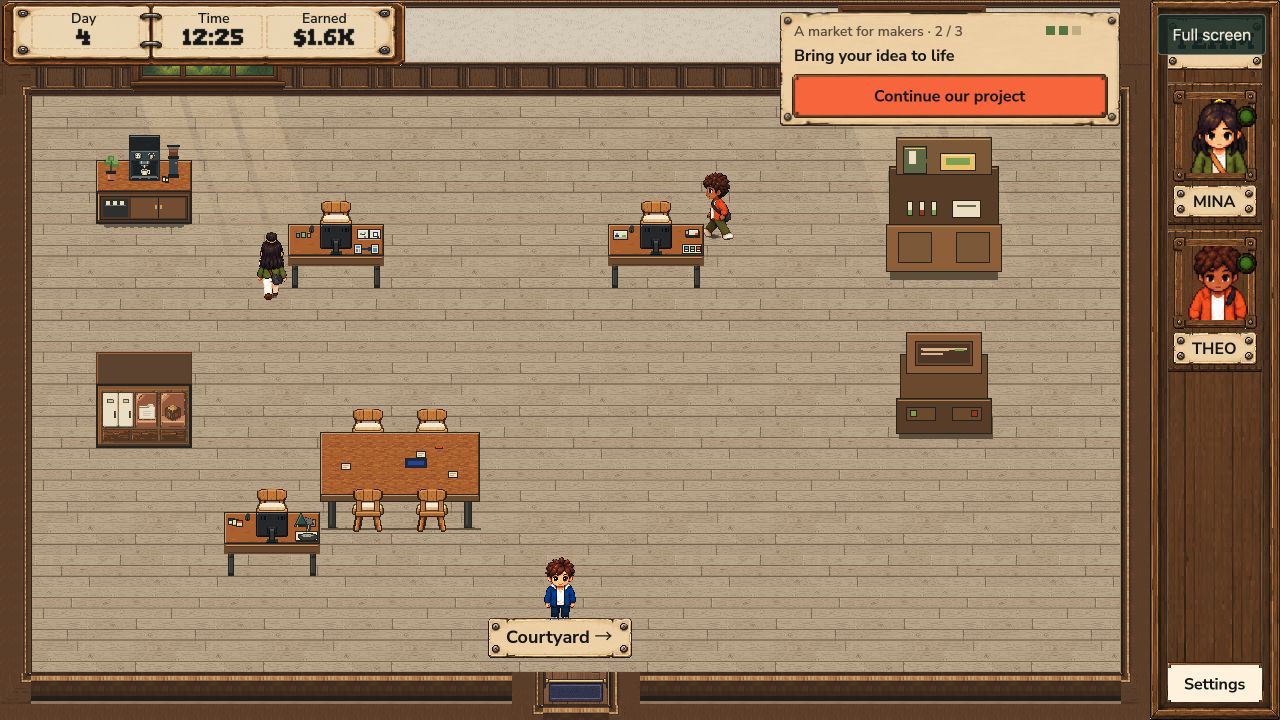 Day
4
Time
12:25
Earned
$1.6K
A market for makers · 2 / 3
Bring your idea to life
Continue our project
Full screen
MINA
THEO
Courtyard →
Settings